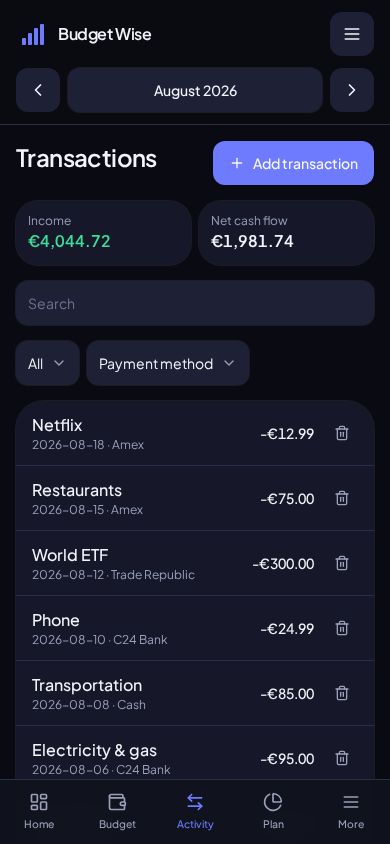 Budget Wise
August 2026
Transactions
Add transaction
Income
€4,044.72
Net cash flow
€1,981.74
Search
All
Payment method
Netflix
2026-08-18 · Amex
-€12.99
Restaurants
2026-08-15 · Amex
-€75.00
World ETF
2026-08-12 · Trade Republic
-€300.00
Phone
2026-08-10 · C24 Bank
-€24.99
Transportation
2026-08-08 · Cash
-€85.00
Electricity & gas
2026-08-06 · C24 Bank
-€95.00
Home
Budget
Activity
Plan
More